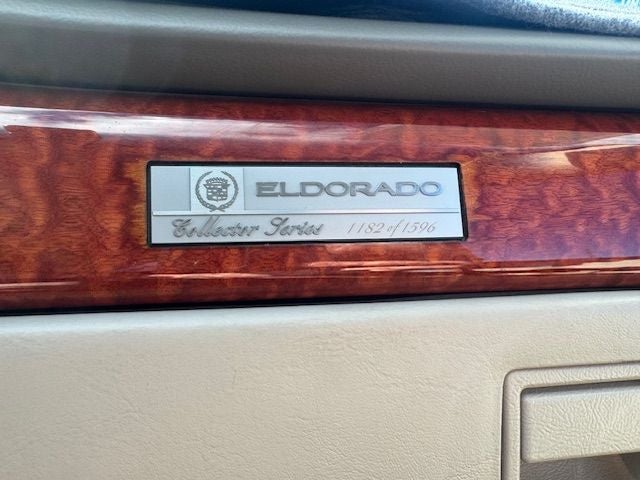 ELDORADO
Collector Series 1182 of 1596